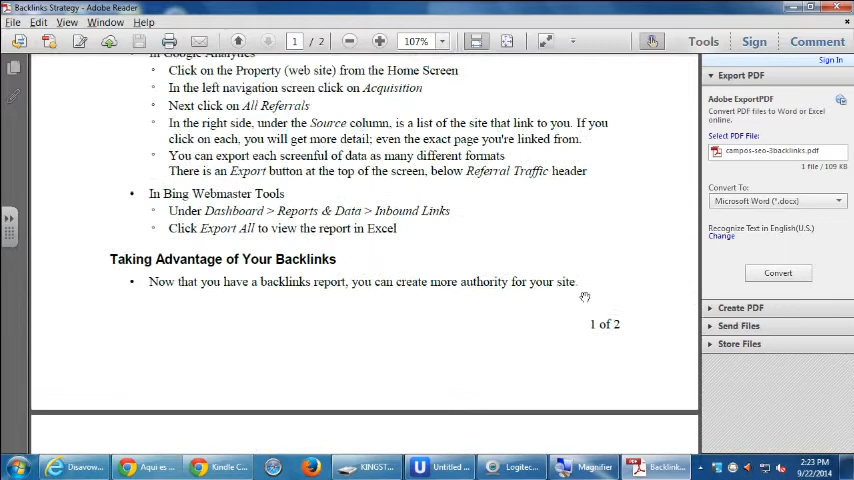 Backlinks Strategy - Adobe Reader
File Edit View Window Help
1 / 2 107% Tools Sign Comment
Sign In
In Google Analytics
Click on the Property (web site) from the Home Screen
In the left navigation screen click on Acquisition
Next click on All Referrals
In the right side, under the Source column, is a list of the site that link to you. If you
click on each, you will get more detail; even the exact page you're linked from.
You can export each screenful of data as many different formats
There is an Export button at the top of the screen, below Referral Traffic header
• In Bing Webmaster Tools
Under Dashboard > Reports & Data > Inbound Links
Click Export All to view the report in Excel
Taking Advantage of Your Backlinks
• Now that you have a backlinks report, you can create more authority for your site.
1 of 2
Export PDF
Adobe ExportPDF
Convert PDF files to Word or Excel
online.
Select PDF File:
campos-seo-3backlinks.pdf
1 file / 109 KB
Convert To:
Microsoft Word (*.docx)
Recognize Text in English(U.S.)
Change
Convert
Create PDF
Send Files
Store Files
Disavow...
Aqui es ...
Kindle C...
KINGST...
Untitled ...
Logitec...
Magnifier
Backlink...
2:23 PM
9/22/2014